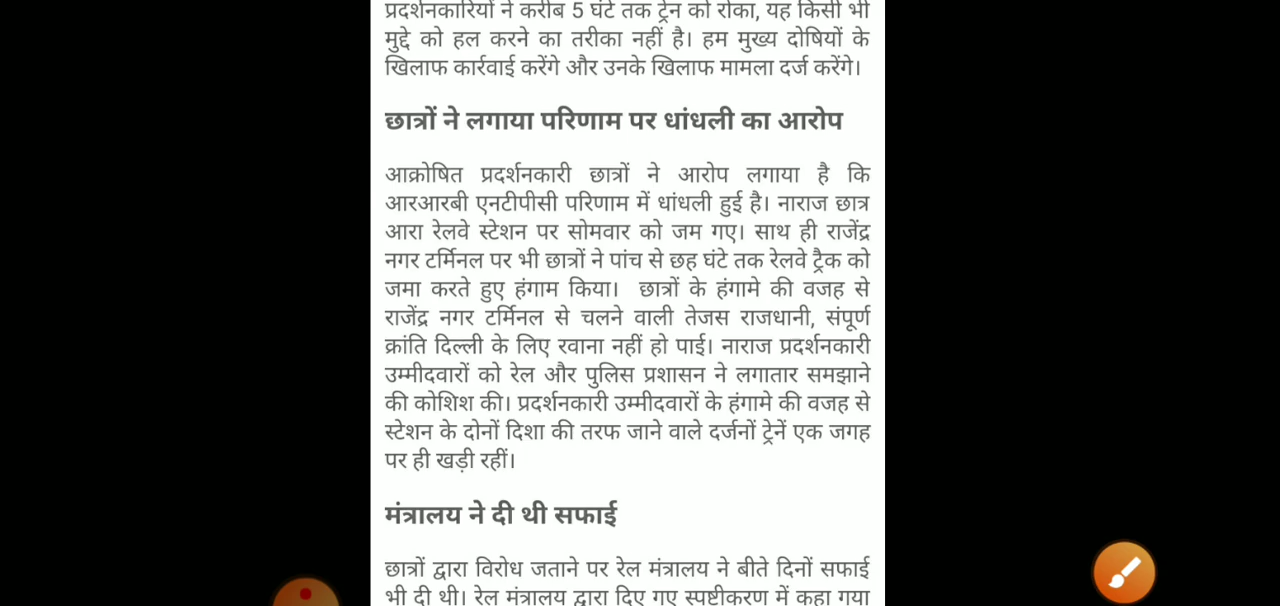 प्रदर्शनकारियों ने करीब 5 घंटे तक ट्रेन को रोका, यह किसी भी
मुद्दे को हल करने का तरीका नहीं है। हम मुख्य दोषियों के
खिलाफ कार्रवाई करेंगे और उनके खिलाफ मामला दर्ज करेंगे।
छात्रों ने लगाया परिणाम पर धांधली का आरोप
आक्रोषित प्रदर्शनकारी छात्रों ने आरोप लगाया है कि
आरआरबी एनटीपीसी परिणाम में धांधली हुई है। नाराज छात्र
आरा रेलवे स्टेशन पर सोमवार को जम गए। साथ ही राजेंद्र
नगर टर्मिनल पर भी छात्रों ने पांच से छह घंटे तक रेलवे ट्रैक को
जमा करते हुए हंगाम किया। छात्रों के हंगामे की वजह से
राजेंद्र नगर टर्मिनल से चलने वाली तेजस राजधानी, संपूर्ण
क्रांति दिल्ली के लिए रवाना नहीं हो पाई। नाराज प्रदर्शनकारी
उम्मीदवारों को रेल और पुलिस प्रशासन ने लगातार समझाने
की कोशिश की। प्रदर्शनकारी उम्मीदवारों के हंगामे की वजह से
स्टेशन के दोनों दिशा की तरफ जाने वाले दर्जनों ट्रेनें एक जगह
पर ही खड़ी रहीं।
मंत्रालय ने दी थी सफाई
छात्रों द्वारा विरोध जताने पर रेल मंत्रालय ने बीते दिनों सफाई
भी दी थी। रेल मंत्रालय द्वारा दिए गए स्पष्टीकरण में कहा गया